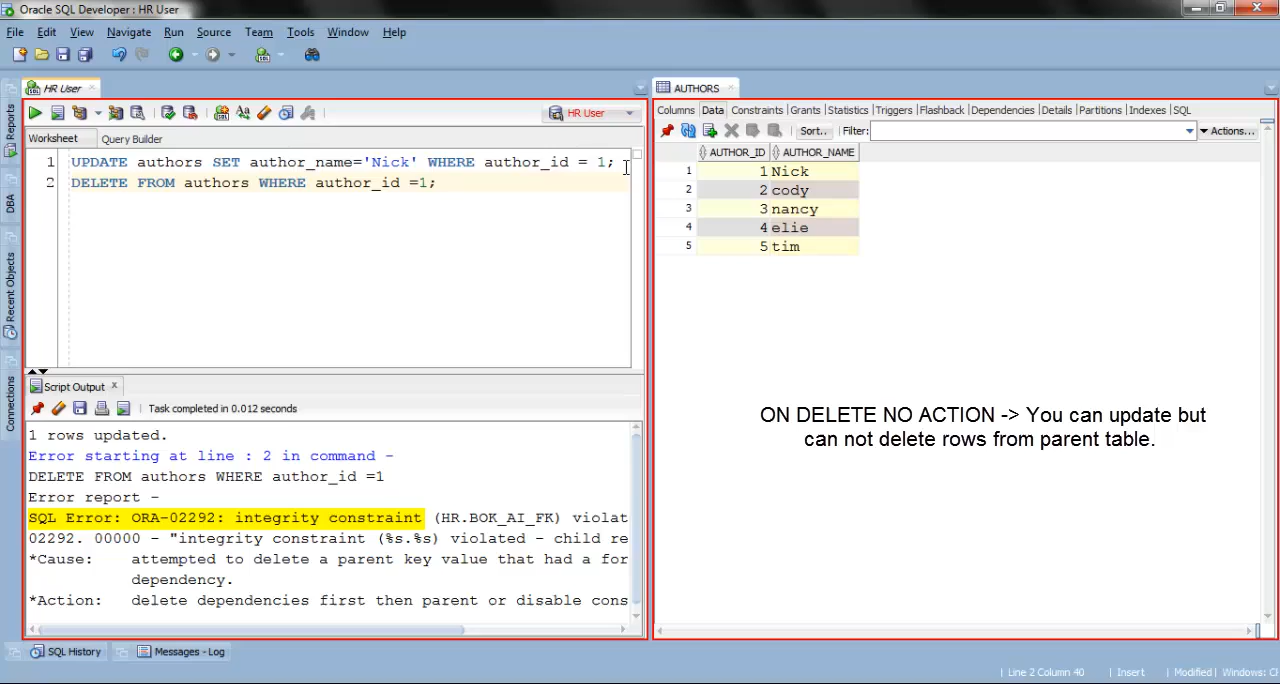 Oracle SQL Developer : HR User
File Edit View Navigate Run Source Team Tools Window Help
HR User
AUTHORS
HR User
Columns Data Constraints Grants Statistics Triggers Flashback Dependencies Details Partitions Indexes SQL
Sort.. Filter: Actions...
Worksheet Query Builder
1 UPDATE authors SET author_name='Nick' WHERE author_id = 1;
2 DELETE FROM authors WHERE author_id =1;
AUTHOR_ID AUTHOR_NAME
1 1 Nick
2 2 cody
3 3 nancy
4 4 elie
5 5 tim
Reports
DBA
Recent Objects
Connections
ON DELETE NO ACTION -> You can update but
can not delete rows from parent table.
Script Output
Task completed in 0.012 seconds
1 rows updated.
Error starting at line : 2 in command -
DELETE FROM authors WHERE author_id =1
Error report -
SQL Error: ORA-02292: integrity constraint (HR.BOK_AI_FK) violat
02292. 00000 - "integrity constraint (%s.%s) violated - child re
*Cause: attempted to delete a parent key value that had a for
dependency.
*Action: delete dependencies first then parent or disable cons
SQL History Messages - Log
Line 2 Column 40 Insert Modified Windows: C